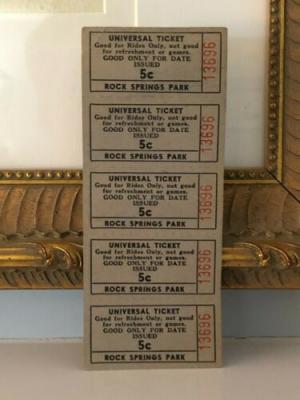 UNIVERSAL TICKET
Good for Rides Only, not good
for refreshment or games.
GOOD ONLY FOR DATE
ISSUED
5c
ROCK SPRINGS PARK
13696
UNIVERSAL TICKET
Good for Rides Only, not good
for refreshment or games.
GOOD ONLY FOR DATE
ISSUED
5c
ROCK SPRINGS PARK
13696
UNIVERSAL TICKET
Good for Rides Only, not good
for refreshment or games.
GOOD ONLY FOR DATE
ISSUED
5c
ROCK SPRINGS PARK
13696
UNIVERSAL TICKET
Good for Rides Only, not good
for refreshment or games.
GOOD ONLY FOR DATE
ISSUED
5c
ROCK SPRINGS PARK
13696
UNIVERSAL TICKET
Good for Rides Only, not good
for refreshment or games.
GOOD ONLY FOR DATE
ISSUED
5c
ROCK SPRINGS PARK
13696